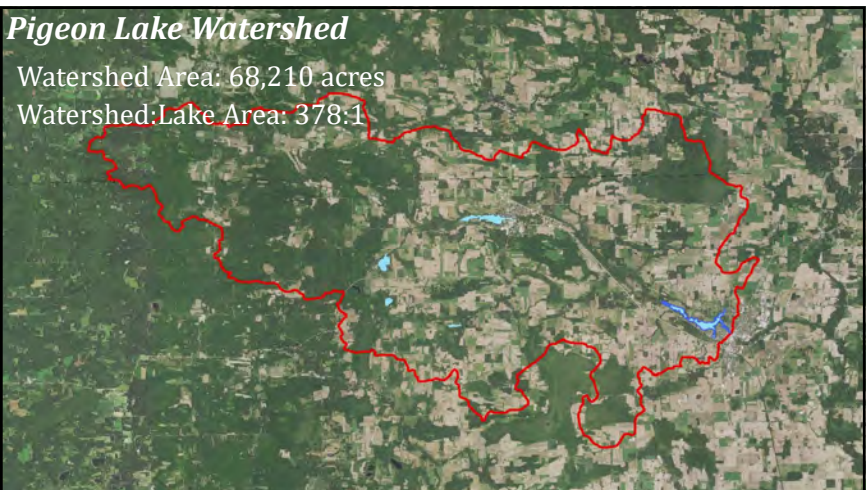 Pigeon Lake Watershed
Watershed Area: 68,210 acres
Watershed:Lake Area: 378:1